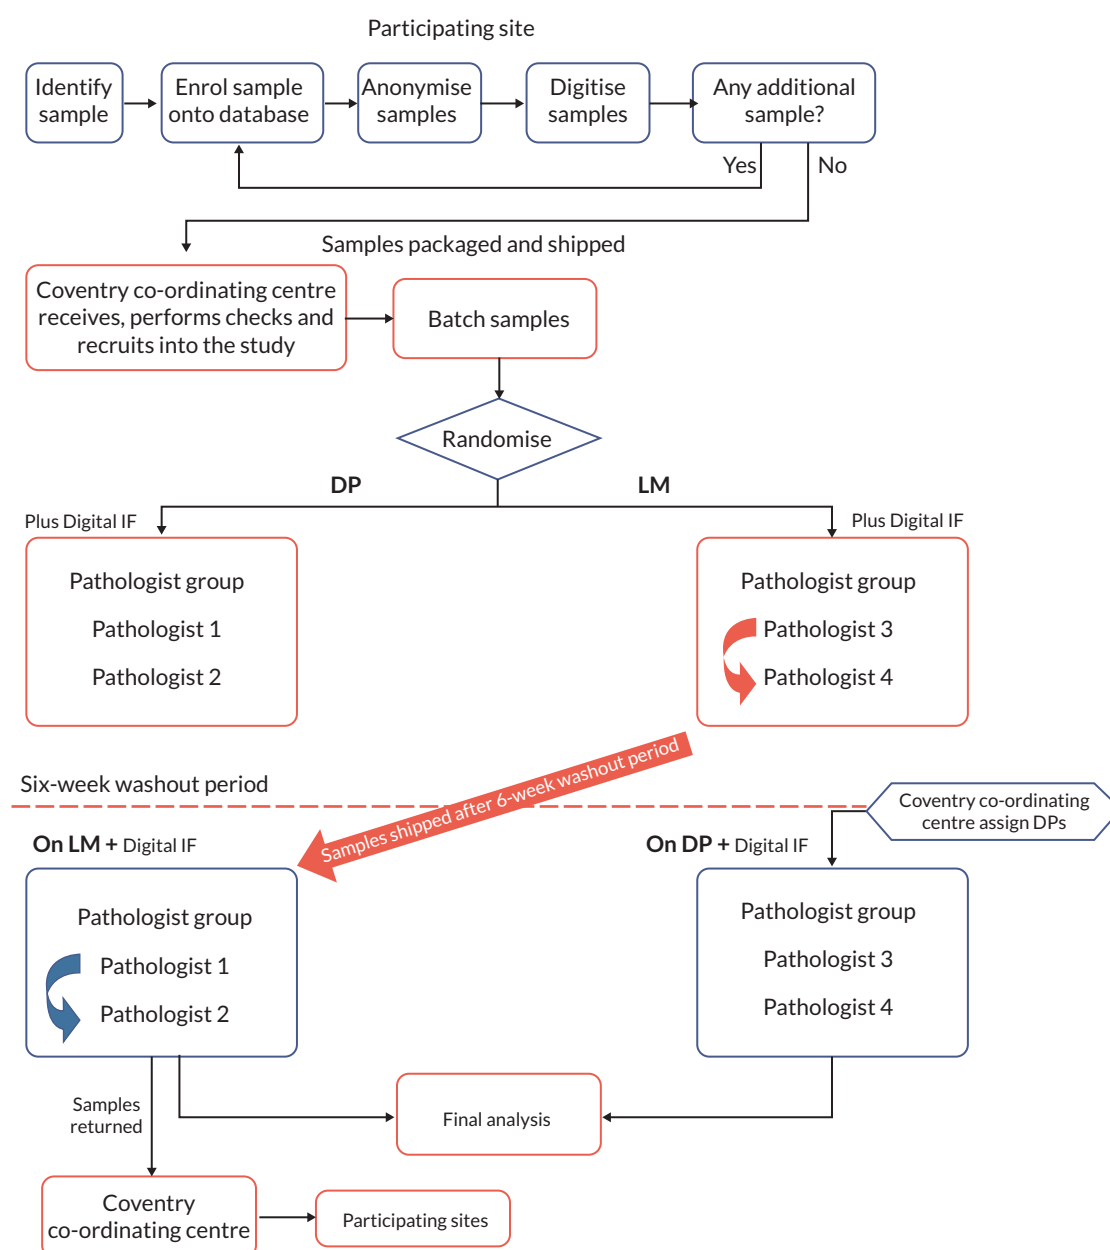 Participating site
Identify
sample
Enrol sample
onto database
Anonymise
samples
Digitise
samples
Any additional
sample?
Yes
No
Samples packaged and shipped
Coventry co-ordinating centre
receives, performs checks and
recruits into the study
Batch samples
Randomise
DP
LM
Plus Digital IF
Plus Digital IF
Pathologist group
Pathologist 1
Pathologist 2
Pathologist group
Pathologist 3
Pathologist 4
Samples shipped after 6-week washout period
Six-week washout period
Coventry co-ordinating
centre assign DPs
On LM + Digital IF
On DP + Digital IF
Pathologist group
Pathologist 1
Pathologist 2
Pathologist group
Pathologist 3
Pathologist 4
Samples
returned
Final analysis
Coventry
co-ordinating centre
Participating sites